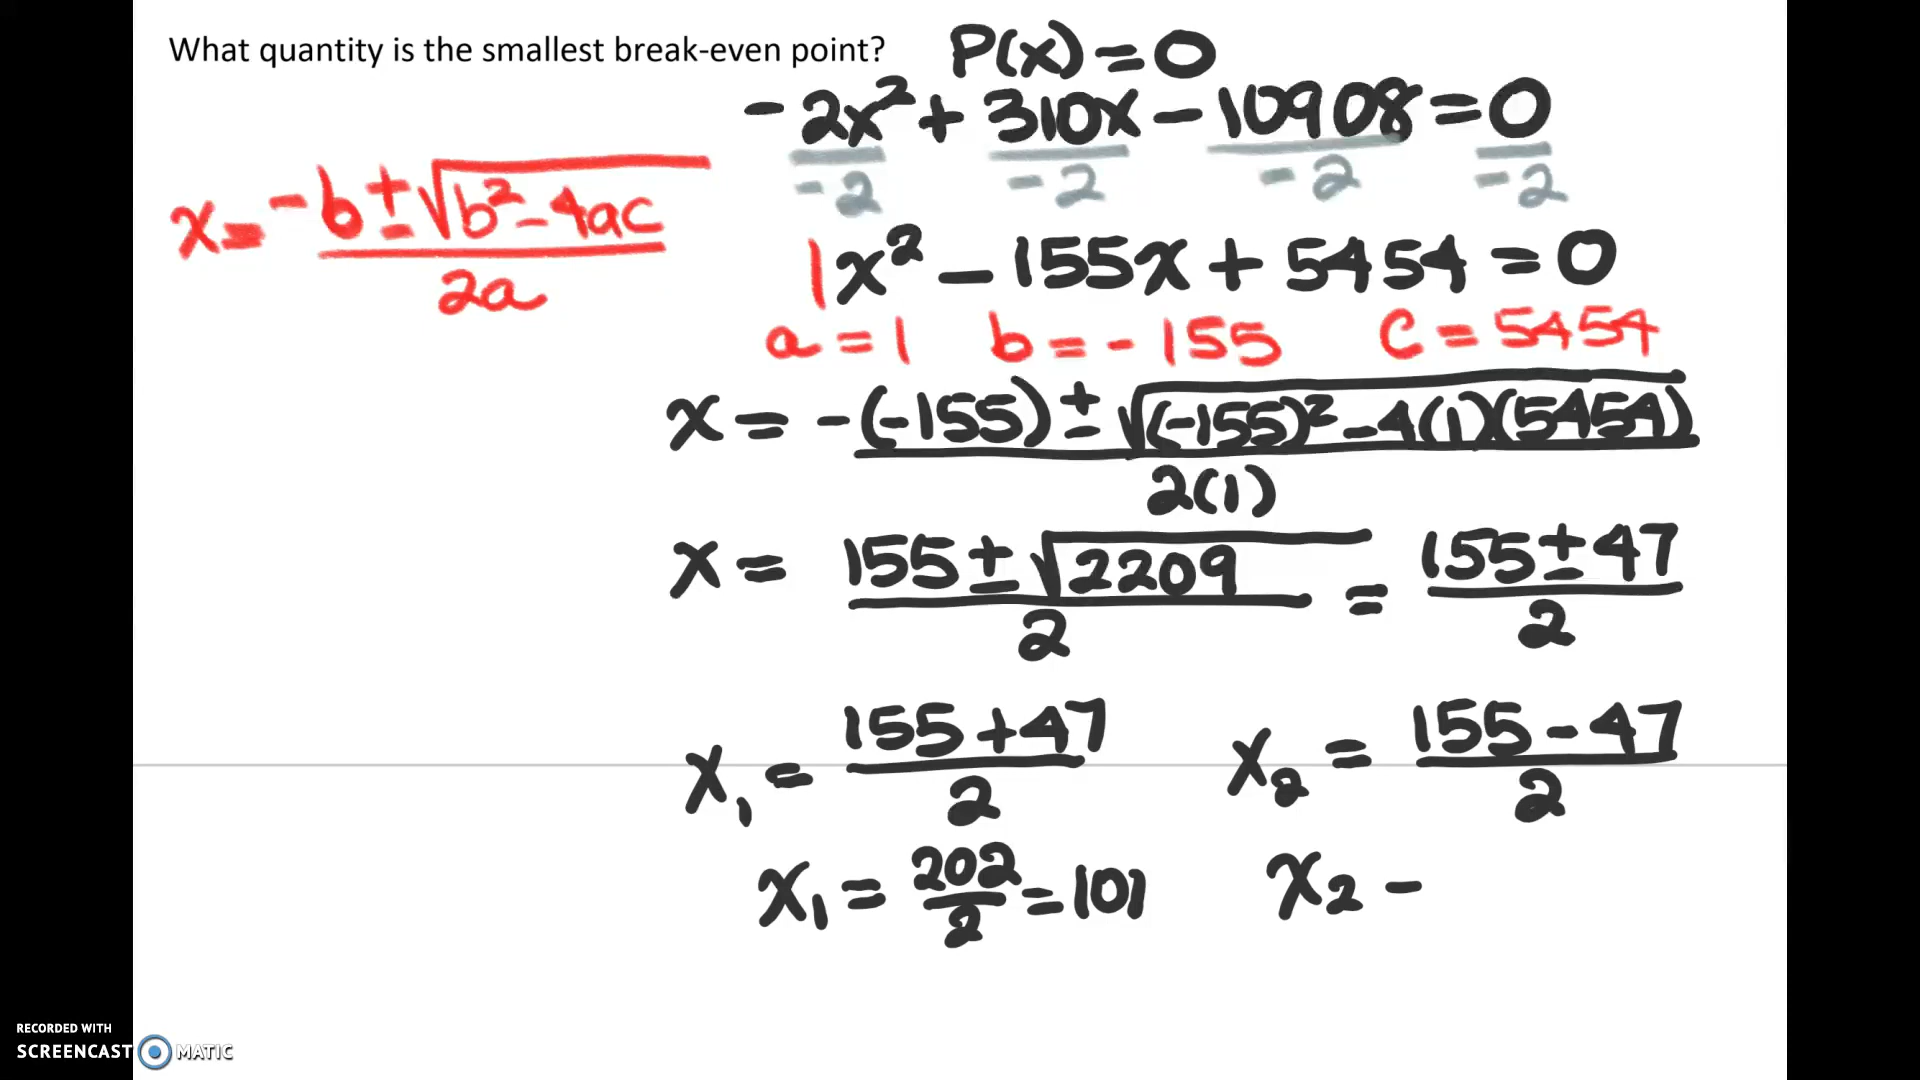 What quantity is the smallest break-even point? P(x) = 0
-2x² + 310x - 10908 = 0
-2 -2 -2 -2
x = -b ± √b² - 4ac
2a
1x² - 155x + 5454 = 0
a = 1 b = -155 c = 5454
x = -(-155) ± √(-155)² - 4(1)(5454)
2(1)
x = 155 ± √2209 = 155 ± 47
2 2
x₁ = 155 + 47 x₂ = 155 - 47
2 2
x₁ = 202 = 101 x₂ -
2
RECORDED WITH
SCREENCAST MATIC